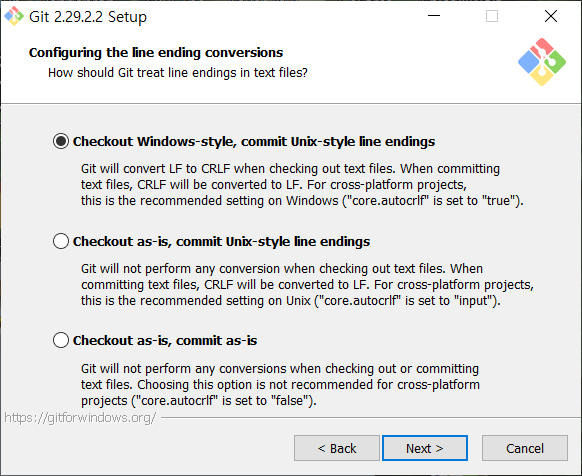 Git 2.29.2.2 Setup
Configuring the line ending conversions
How should Git treat line endings in text files?
Checkout Windows-style, commit Unix-style line endings
Git will convert LF to CRLF when checking out text files. When committing
text files, CRLF will be converted to LF. For cross-platform projects,
this is the recommended setting on Windows ("core.autocrlf" is set to "true").
Checkout as-is, commit Unix-style line endings
Git will not perform any conversion when checking out text files. When
committing text files, CRLF will be converted to LF. For cross-platform projects,
this is the recommended setting on Unix ("core.autocrlf" is set to "input").
Checkout as-is, commit as-is
Git will not perform any conversions when checking out or committing
text files. Choosing this option is not recommended for cross-platform
projects ("core.autocrlf" is set to "false").
https://gitforwindows.org/
< Back
Next >
Cancel